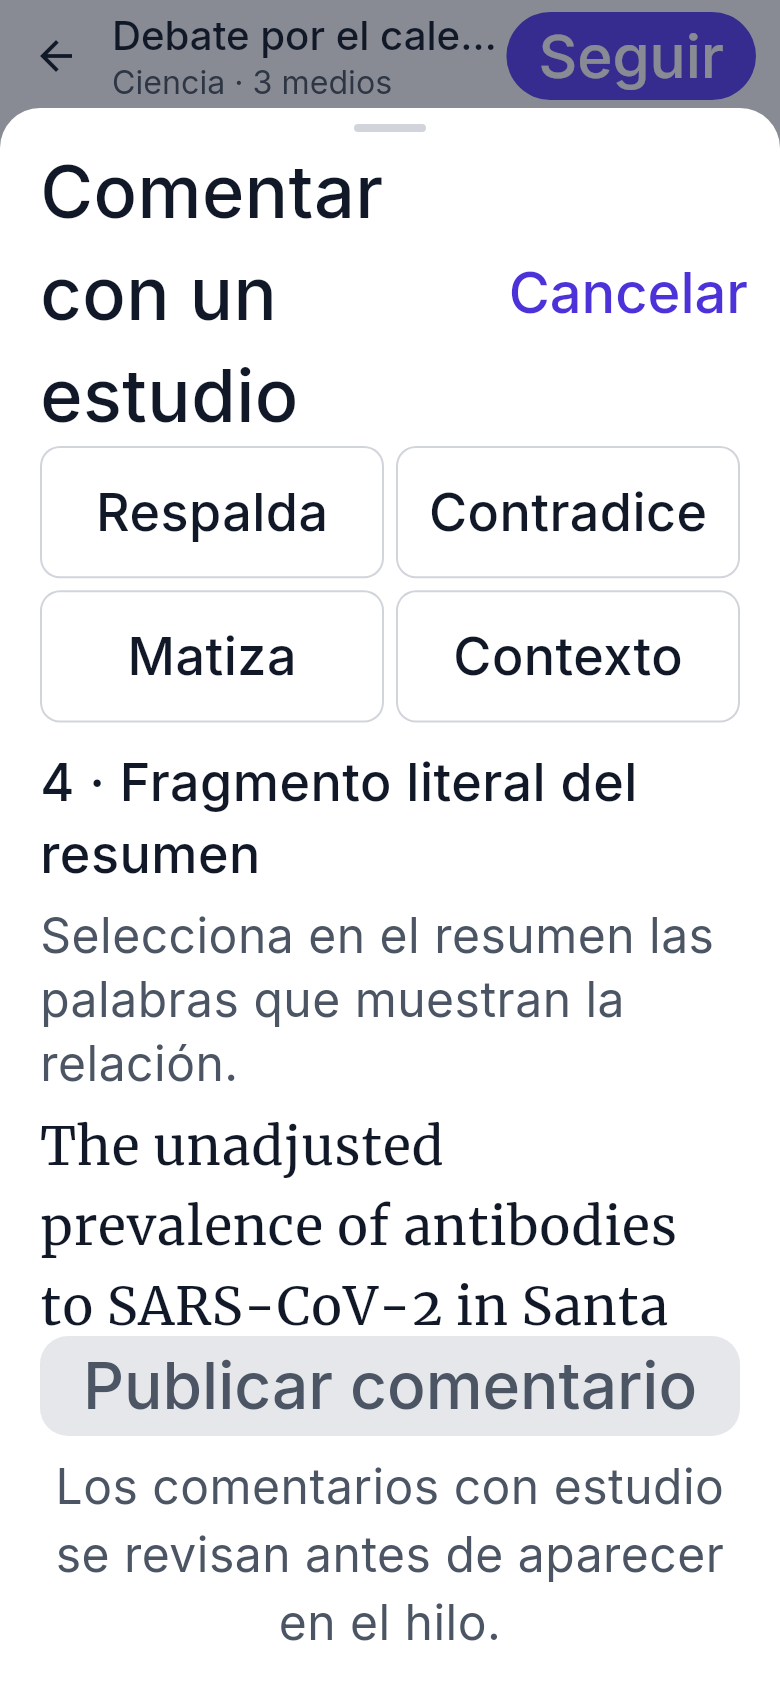 Debate por el cale...
Seguir
Ciencia · 3 medios
Comentar
con un
estudio
Cancelar
Respalda
Contradice
Matiza
Contexto
4 · Fragmento literal del
resumen
Selecciona en el resumen las
palabras que muestran la
relación.
The unadjusted
prevalence of antibodies
to SARS-CoV-2 in Santa
Publicar comentario
Los comentarios con estudio
se revisan antes de aparecer
en el hilo.